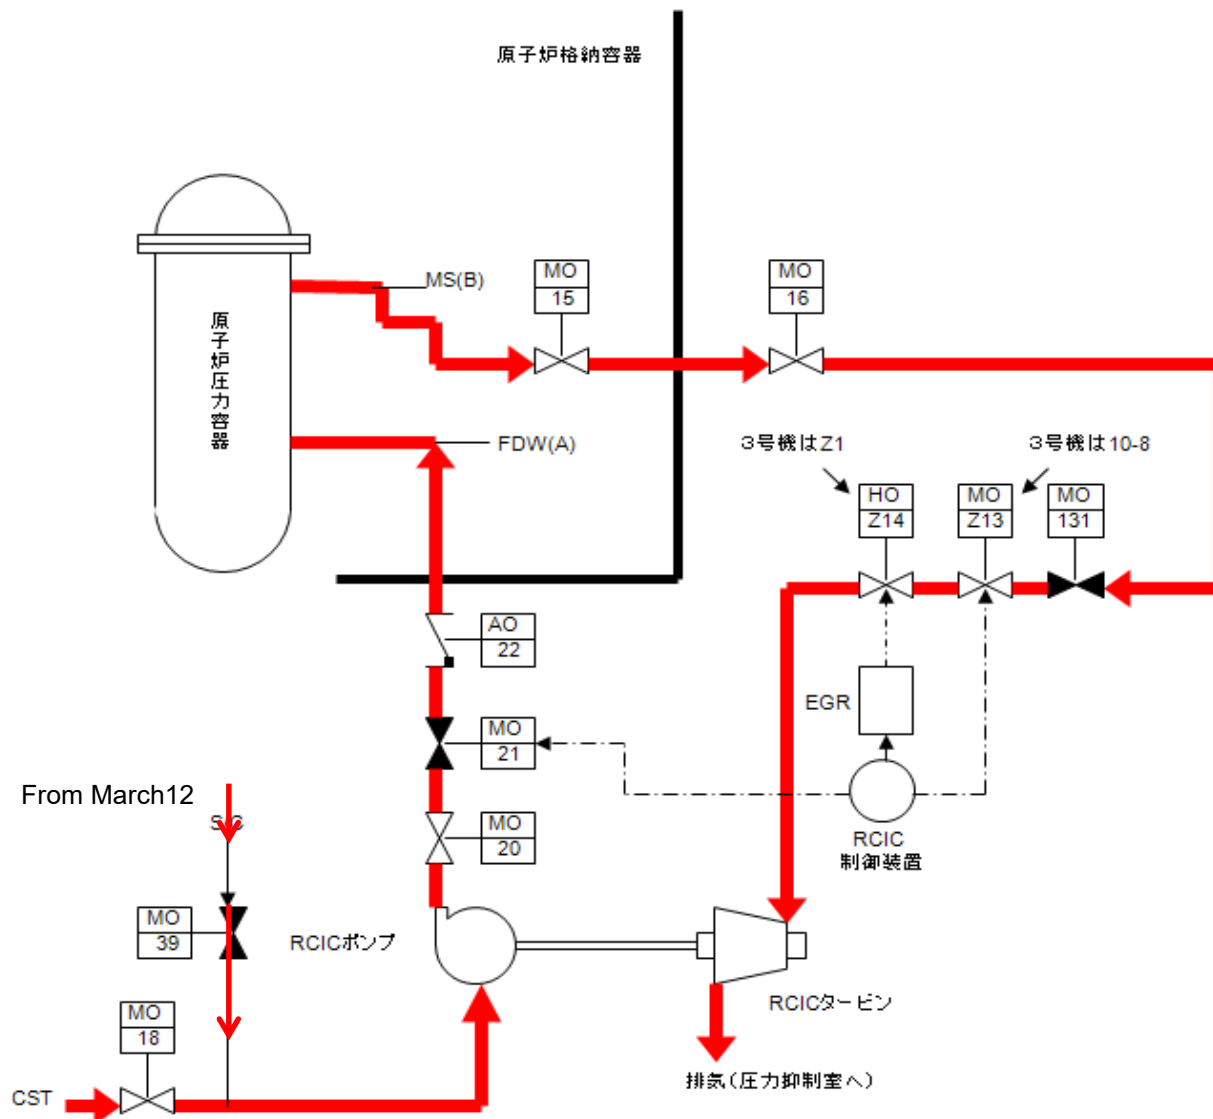 原子炉格納容器
MS(B)
MO
15
MO
16
原子炉圧力容器
FDW(A)
3号機はZ1
3号機は10-8
HO
Z14
MO
Z13
MO
131
AO
22
EGR
MO
21
From March12
S/C
MO
20
RCIC
制御装置
MO
39
RCICポンプ
RCICタービン
MO
18
排気(圧力抑制室へ)
CST